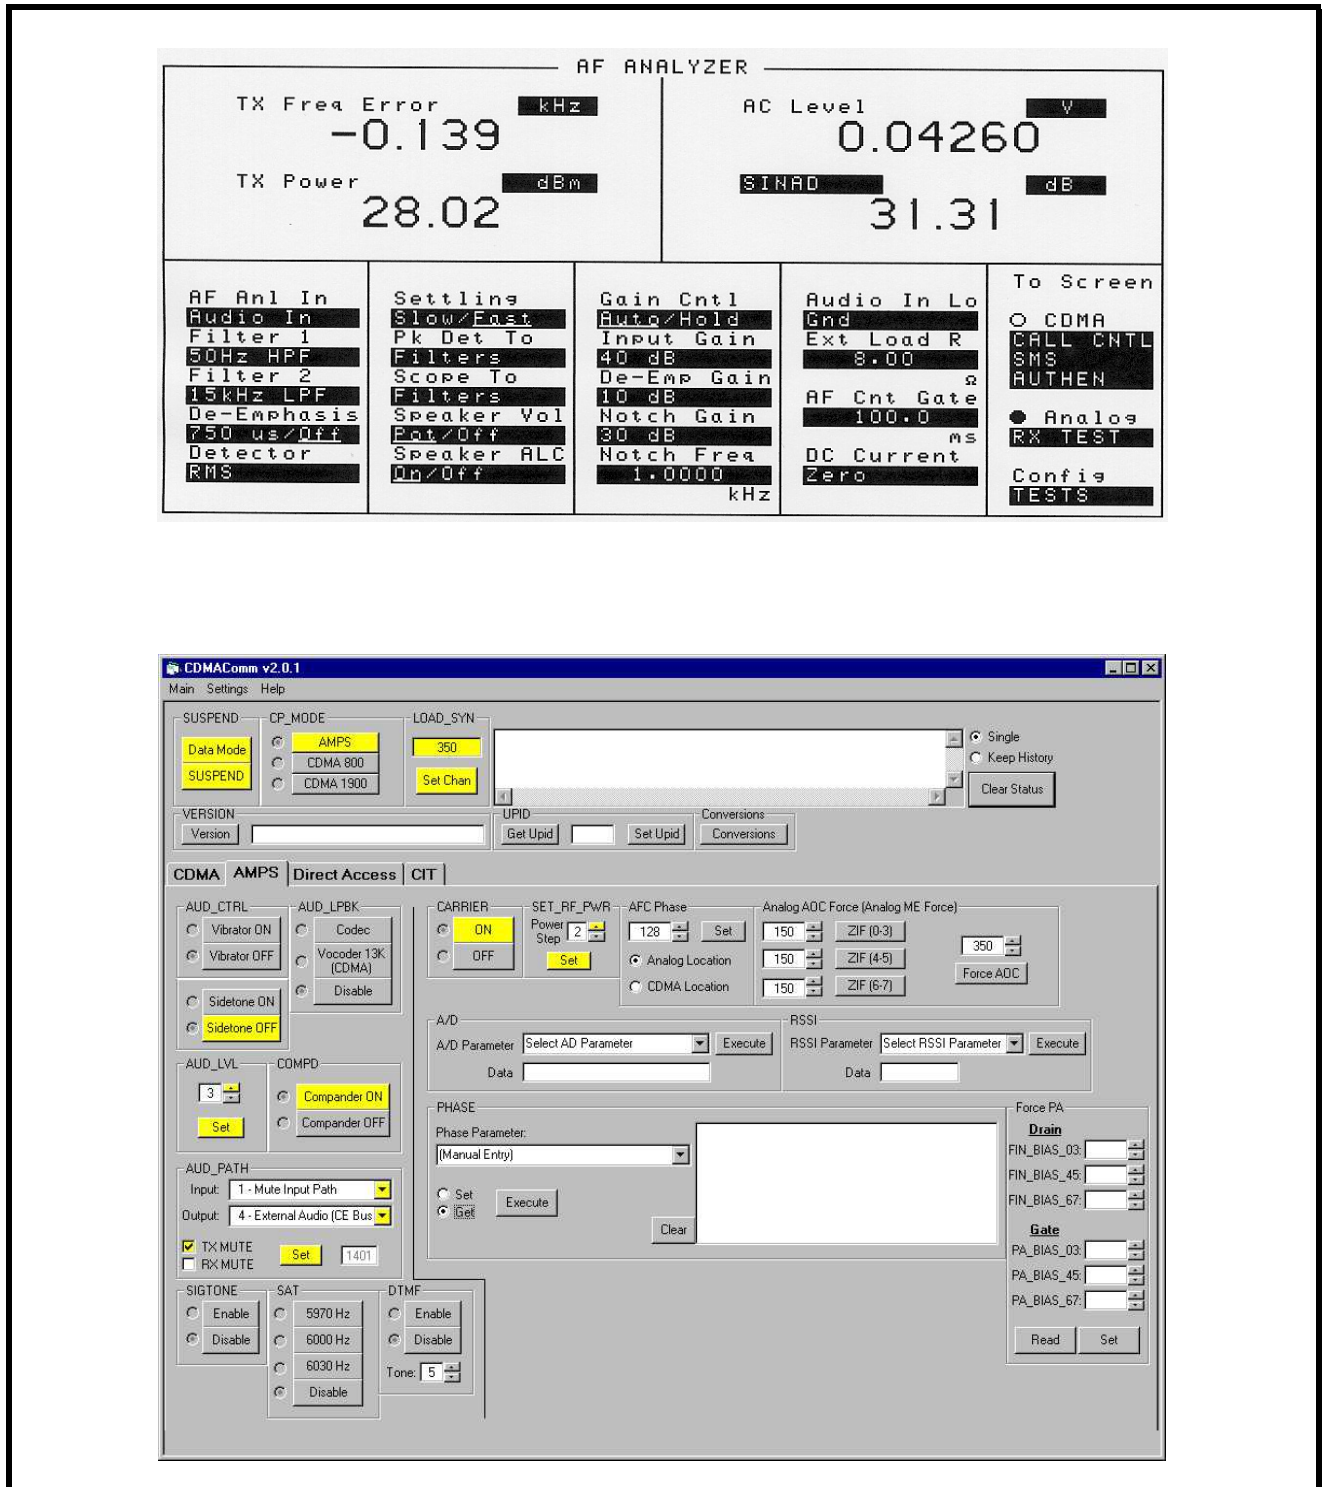 AF ANALYZER
TX Freq Error kHz
-0.139
TX Power dBm
28.02
AC Level V
0.04260
SINAD dB
31.31
AF Anl In
Audio In
Filter 1
50Hz HPF
Filter 2
15kHz LPF
De-Emphasis
750 us/Off
Detector
RMS
Settling
Slow/Fast
Pk Det To
Filters
Scope To
Filters
Speaker Vol
Pot/Off
Speaker ALC
On/Off
Gain Cntl
Auto/Hold
Input Gain
40 dB
De-Emp Gain
10 dB
Notch Gain
30 dB
Notch Freq
1.0000
kHz
Audio In Lo
Gnd
Ext Load R
8.00
Ω
AF Cnt Gate
100.0
ms
DC Current
Zero
To Screen
CDMA
CALL CNTL
SMS
AUTHEN
Analog
RX TEST
Config
TESTS
CDMAComm v2.0.1
Main Settings Help
SUSPEND
Data Mode
SUSPEND
CP_MODE
AMPS
CDMA 800
CDMA 1900
LOAD_SYN
350
Set Chan
Single
Keep History
Clear Status
VERSION
Version
UPID
Get Upid Set Upid
Conversions
Conversions
CDMA AMPS Direct Access CIT
AUD_CTRL
Vibrator ON
Vibrator OFF
Sidetone ON
Sidetone OFF
AUD_LPBK
Codec
Vocoder 13K
(CDMA)
Disable
AUD_LVL
3
Set
COMPD
Compander ON
Compander OFF
AUD_PATH
Input: 1 - Mute Input Path
Output: 4 - External Audio (CE Bus
TX MUTE
RX MUTE
Set 1401
SIGTONE
Enable
Disable
SAT
5970 Hz
6000 Hz
6030 Hz
Disable
DTMF
Enable
Disable
Tone: 5
CARRIER
ON
OFF
SET_RF_PWR
Power
Step 2
Set
AFC Phase
128 Set
Analog Location
CDMA Location
Analog AOC Force (Analog ME Force)
150 ZIF (0-3)
150 ZIF (4-5)
150 ZIF (6-7)
350
Force AOC
A/D
A/D Parameter Select AD Parameter Execute
Data
RSSI
RSSI Parameter Select RSSI Parameter Execute
Data
PHASE
Phase Parameter:
(Manual Entry)
Set
Get
Execute
Clear
Force PA
Drain
FIN_BIAS_03:
FIN_BIAS_45:
FIN_BIAS_67:
Gate
PA_BIAS_03:
PA_BIAS_45:
PA_BIAS_67:
Read Set